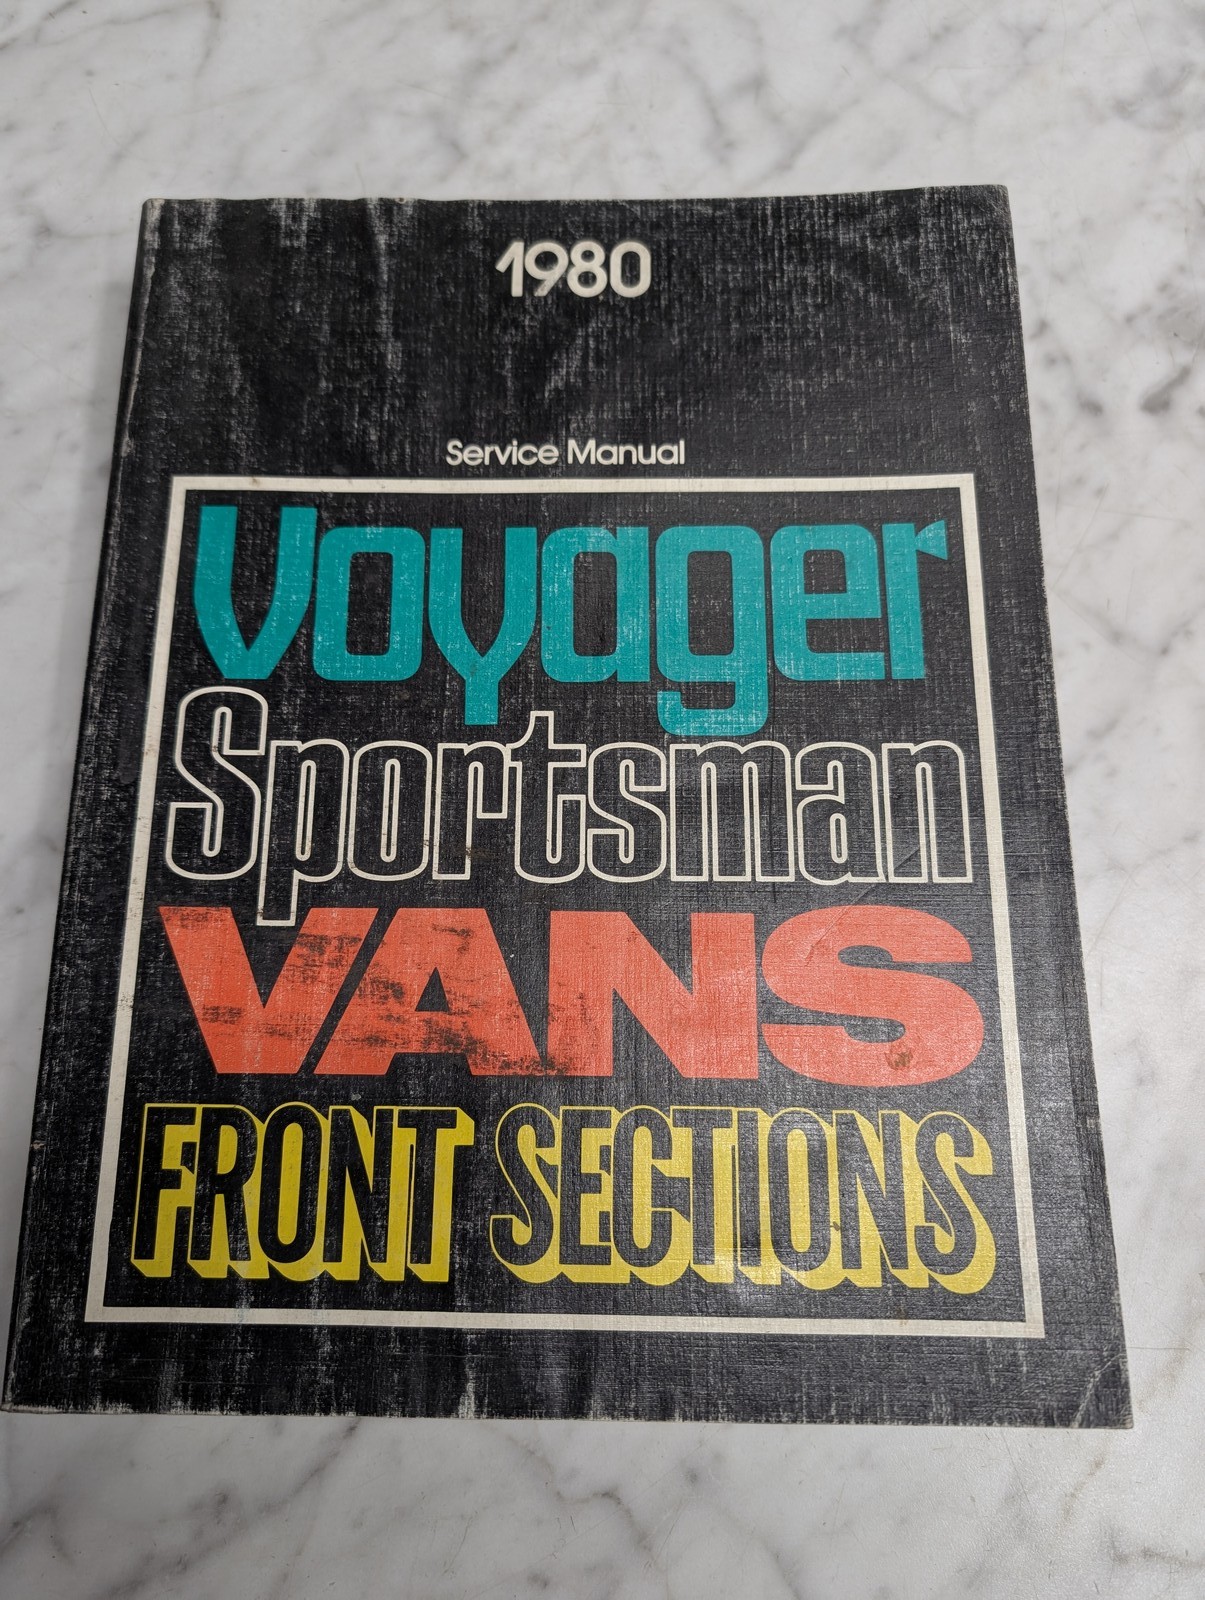 1980
Service Manual
Voyager
Sportsman
VANS
FRONT SECTIONS